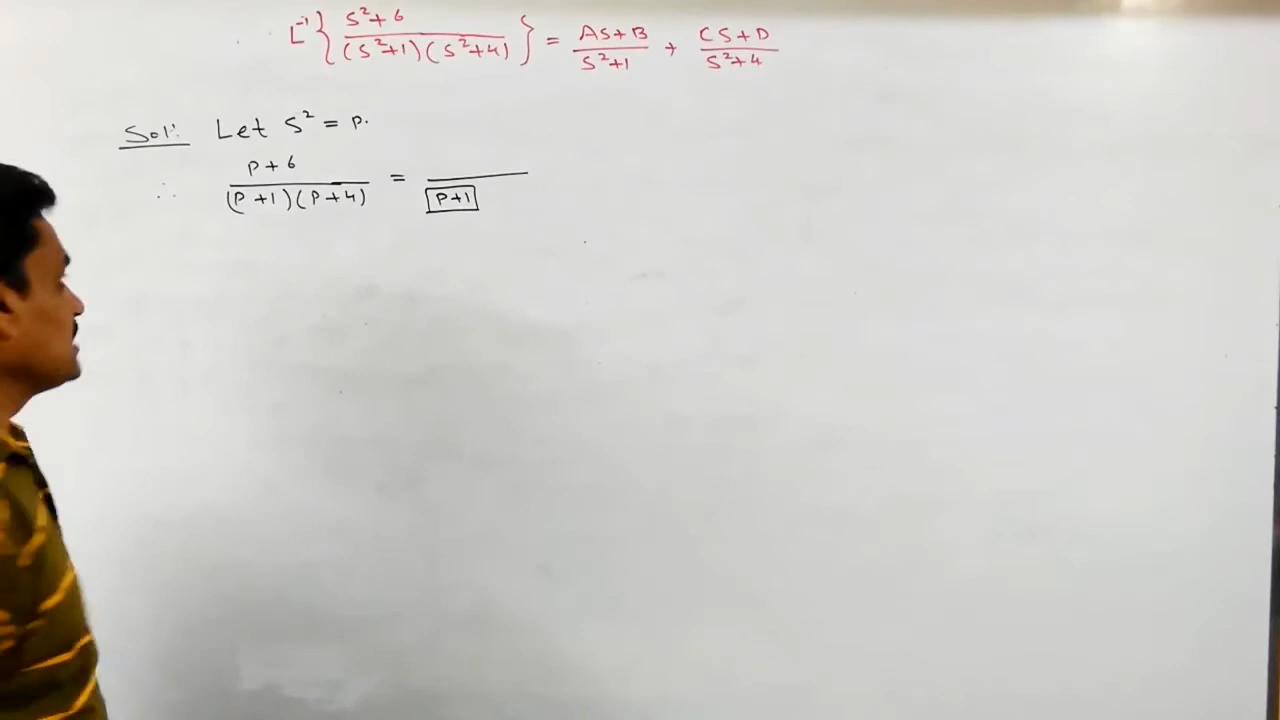 L⁻¹ { S²+6 / (S²+1)(S²+4) } = AS+B / S²+1 + CS+D / S²+4
Sol: Let S² = P.
∴ P+6 / (P+1)(P+4) = / P+1